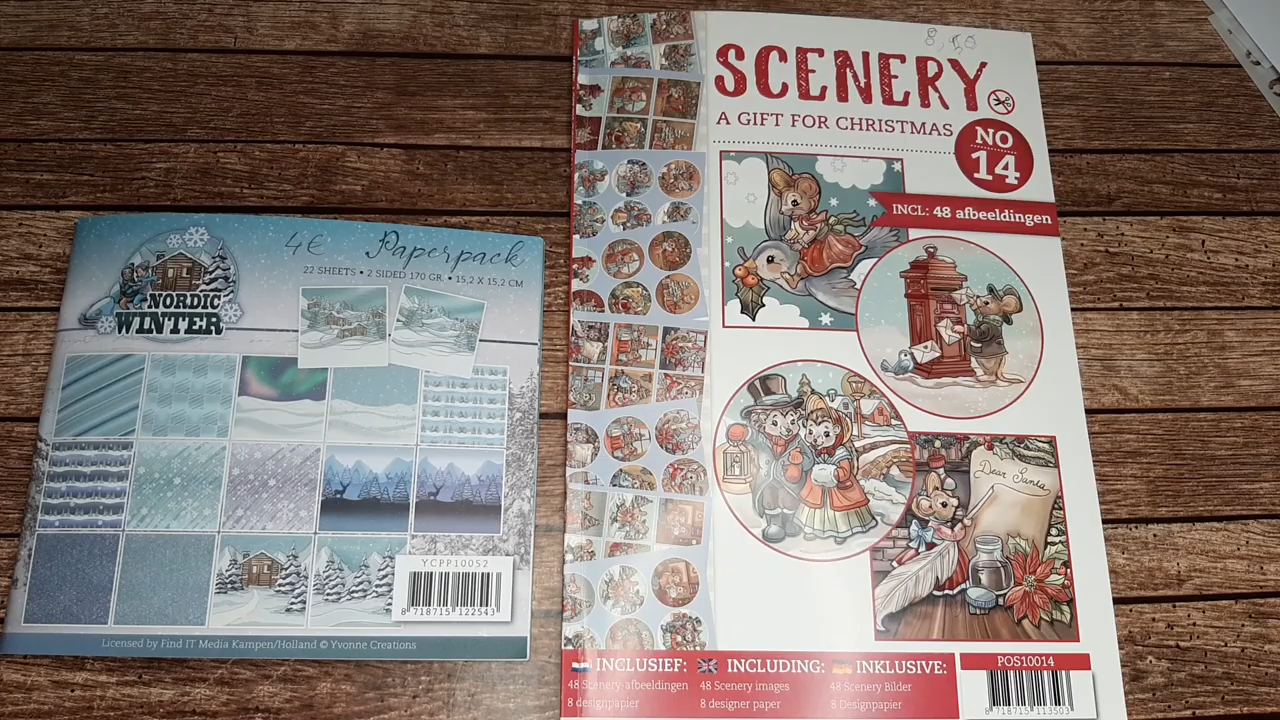 4€ Paperpack
22 SHEETS • 2 SIDED 170 GR. • 15,2 X 15,2 CM
NORDIC
WINTER
YCPP10052
8 718715 122543
Licensed by Find IT Media Kampen/Holland © Yvonne Creations
SCENERY
A GIFT FOR CHRISTMAS
NO
14
INCL: 48 afbeeldingen
Dear Santa
INCLUSIEF:
48 Scenery-afbeeldingen
8 designpapier
INCLUDING:
48 Scenery images
8 designer paper
INKLUSIVE:
48 Scenery Bilder
8 Designpapier
POS10014
8 718715 113503